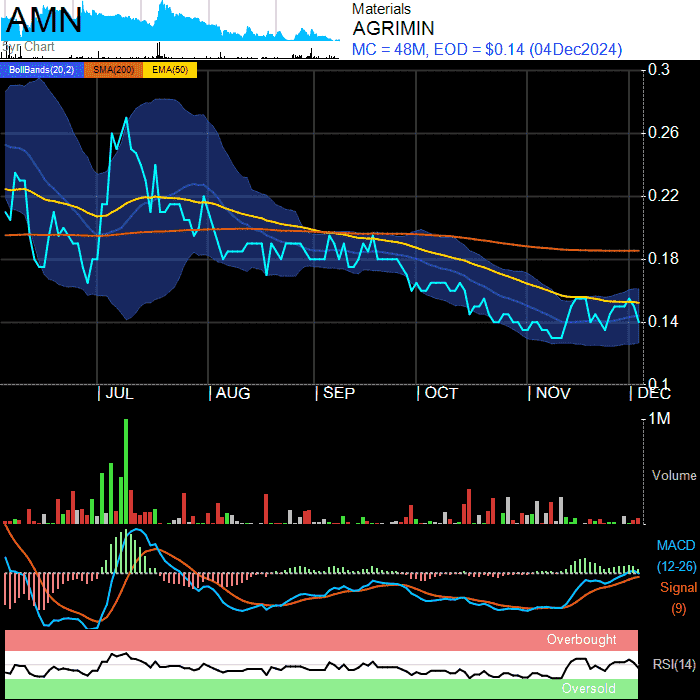 AMN
5yr Chart
Materials
AGRIMIN
MC = 48M, EOD = $0.14 (04Dec2024)
BollBands(20,2) SMA(200) EMA(50)
0.3
0.26
0.22
0.18
0.14
0.1
JUL AUG SEP OCT NOV DEC
1M
Volume
MACD
(12-26)
Signal
(9)
Overbought
RSI(14)
Oversold